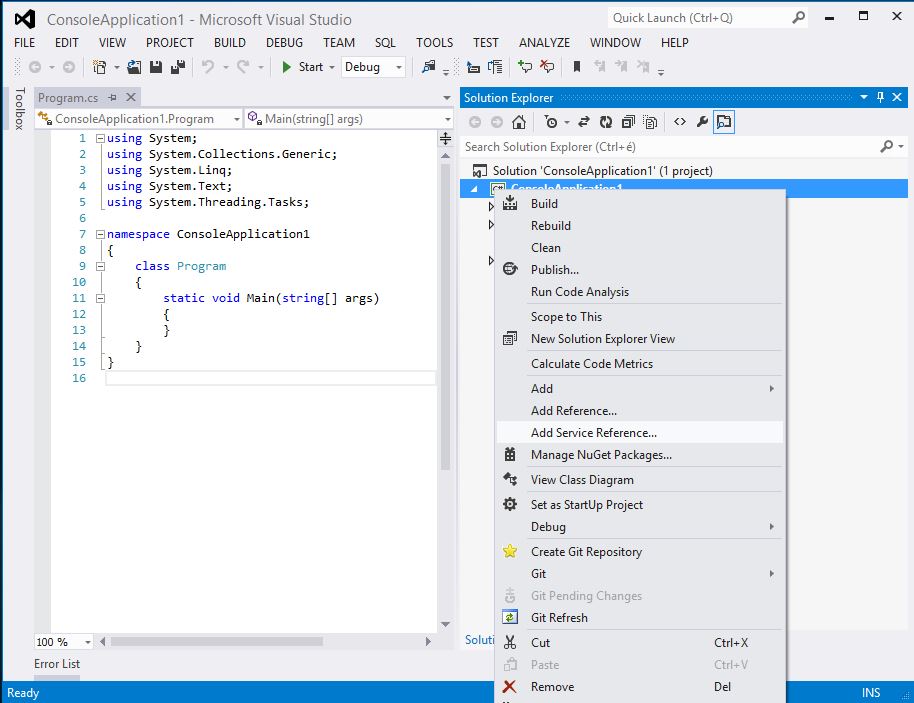 ConsoleApplication1 - Microsoft Visual Studio
Quick Launch (Ctrl+Q)
FILE EDIT VIEW PROJECT BUILD DEBUG TEAM SQL TOOLS TEST ANALYZE WINDOW HELP
Start Debug
Toolbox
Program.cs
ConsoleApplication1.Program Main(string[] args)
1 using System;
2 using System.Collections.Generic;
3 using System.Linq;
4 using System.Text;
5 using System.Threading.Tasks;
6
7 namespace ConsoleApplication1
8 {
9 class Program
10 {
11 static void Main(string[] args)
12 {
13 }
14 }
15 }
16
100 %
Error List
Solution Explorer
Search Solution Explorer (Ctrl+é)
Solution 'ConsoleApplication1' (1 project)
C# ConsoleApplication1
Build
Rebuild
Clean
Publish...
Run Code Analysis
Scope to This
New Solution Explorer View
Calculate Code Metrics
Add
Add Reference...
Add Service Reference...
Manage NuGet Packages...
View Class Diagram
Set as StartUp Project
Debug
Create Git Repository
Git
Git Pending Changes
Git Refresh
Cut Ctrl+X
Paste Ctrl+V
Remove Del
Soluti
Ready INS